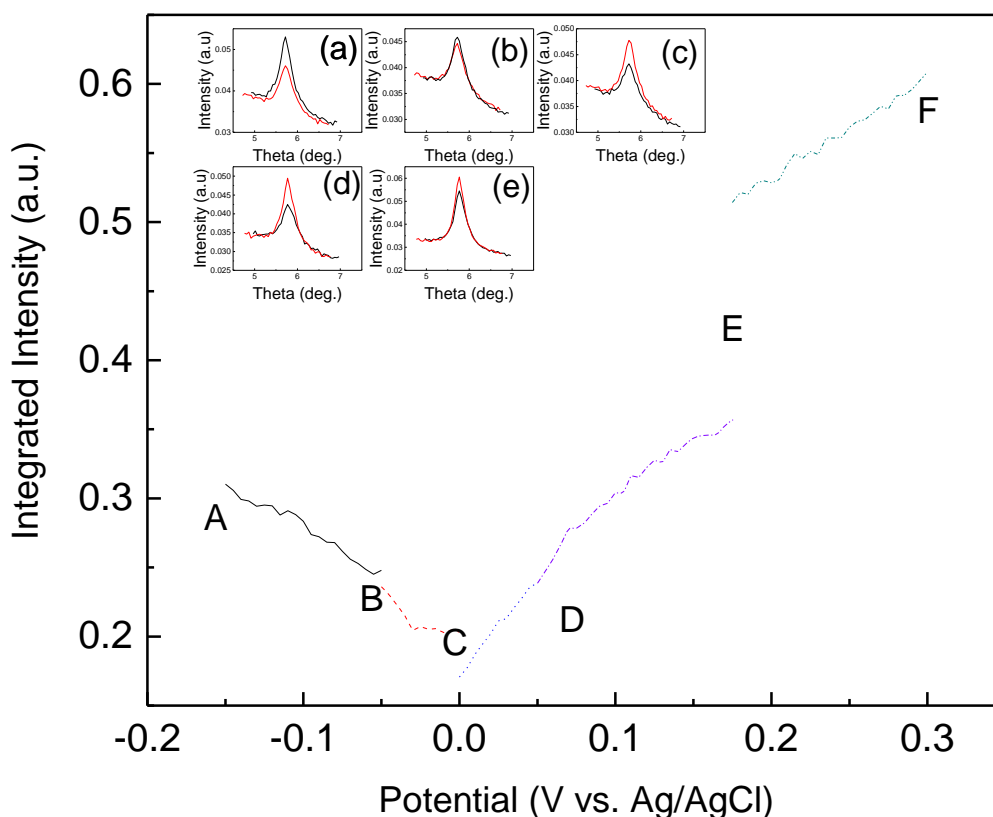 Integrated Intensity (a.u.)
0.6
0.5
0.4
0.3
0.2
-0.2
-0.1
0.0
0.1
0.2
0.3
Potential (V vs. Ag/AgCl)
A
B
C
D
E
F
(a)
Intensity (a.u)
0.05
0.04
0.03
5
6
7
Theta (deg.)
(b)
Intensity (a.u)
0.045
0.040
0.035
0.030
5
6
7
Theta (deg.)
(c)
Intensity (a.u)
0.050
0.045
0.040
0.035
0.030
5
6
7
Theta (deg.)
(d)
Intensity (a.u)
0.050
0.045
0.040
0.035
0.030
0.025
5
6
7
Theta (deg.)
(e)
Intensity (a.u)
0.06
0.05
0.04
0.03
0.02
5
6
7
Theta (deg.)